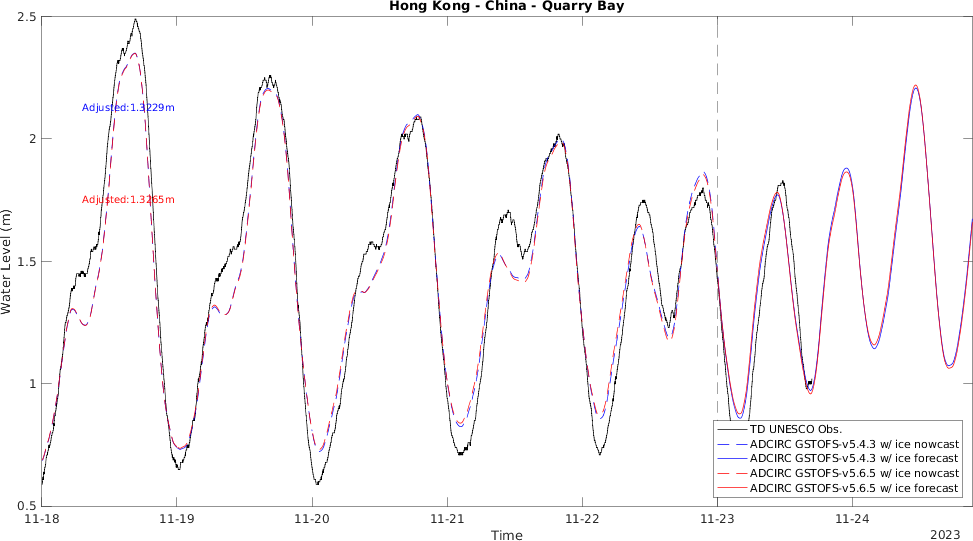 Hong Kong - China - Quarry Bay
2.5
Adjusted:1.3229m
2
Adjusted:1.3265m
Water Level (m)
1.5
1
TD UNESCO Obs.
ADCIRC GSTOFS-v5.4.3 w/ ice nowcast
ADCIRC GSTOFS-v5.4.3 w/ ice forecast
ADCIRC GSTOFS-v5.6.5 w/ ice nowcast
ADCIRC GSTOFS-v5.6.5 w/ ice forecast
0.5
11-18 11-19 11-20 11-21 11-22 11-23 11-24
Time
2023